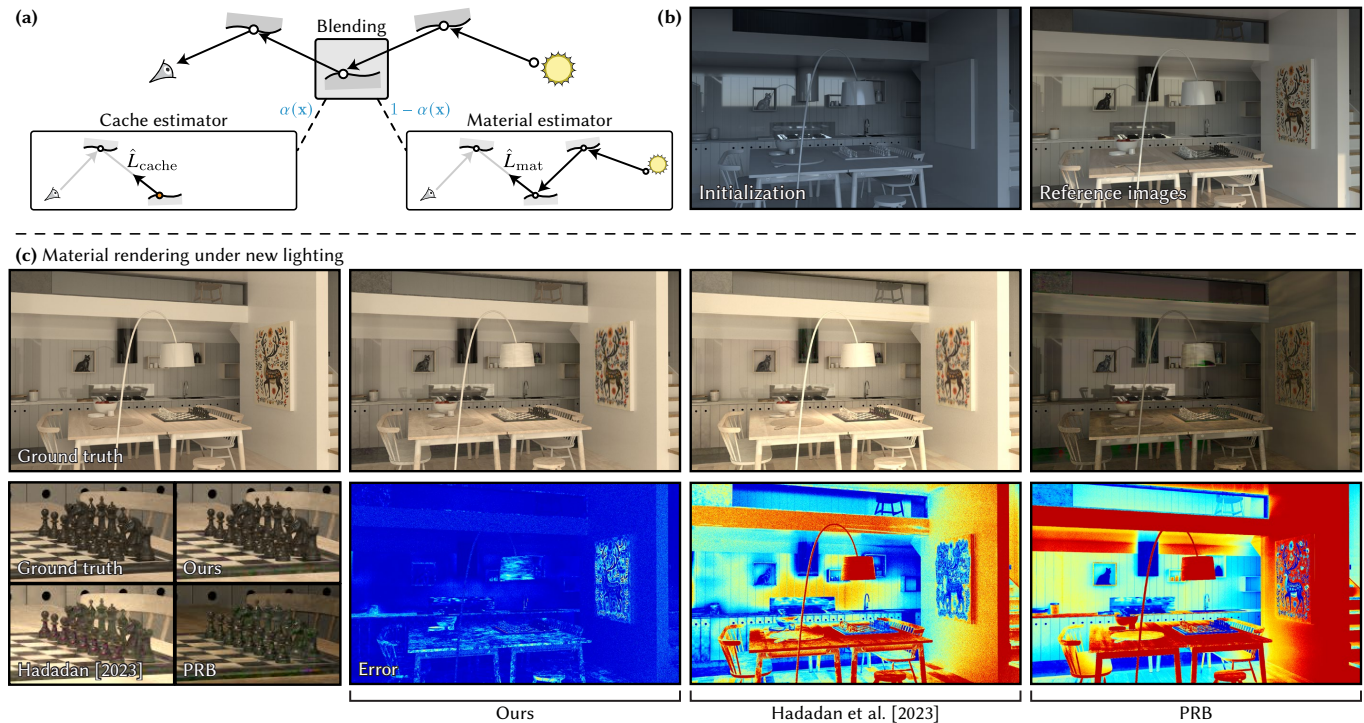 (a)
Blending
α(x)
1 − α(x)
Cache estimator
Material estimator
L̂cache
L̂mat
(b)
Initialization
Reference images
(c) Material rendering under new lighting
Ground truth
Ground truth
Ours
Hadadan [2023]
PRB
Error
Ours
Hadadan et al. [2023]
PRB